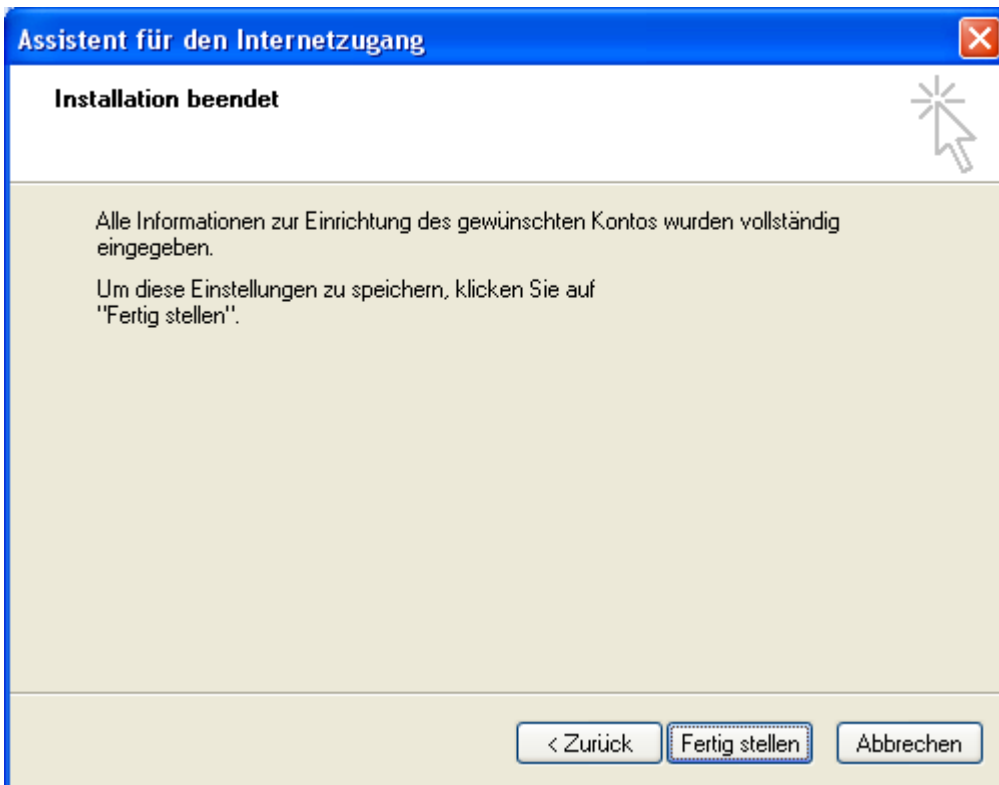 Assistent für den Internetzugang
Installation beendet
Alle Informationen zur Einrichtung des gewünschten Kontos wurden vollständig
eingegeben.
Um diese Einstellungen zu speichern, klicken Sie auf
"Fertig stellen".
< Zurück Fertig stellen Abbrechen